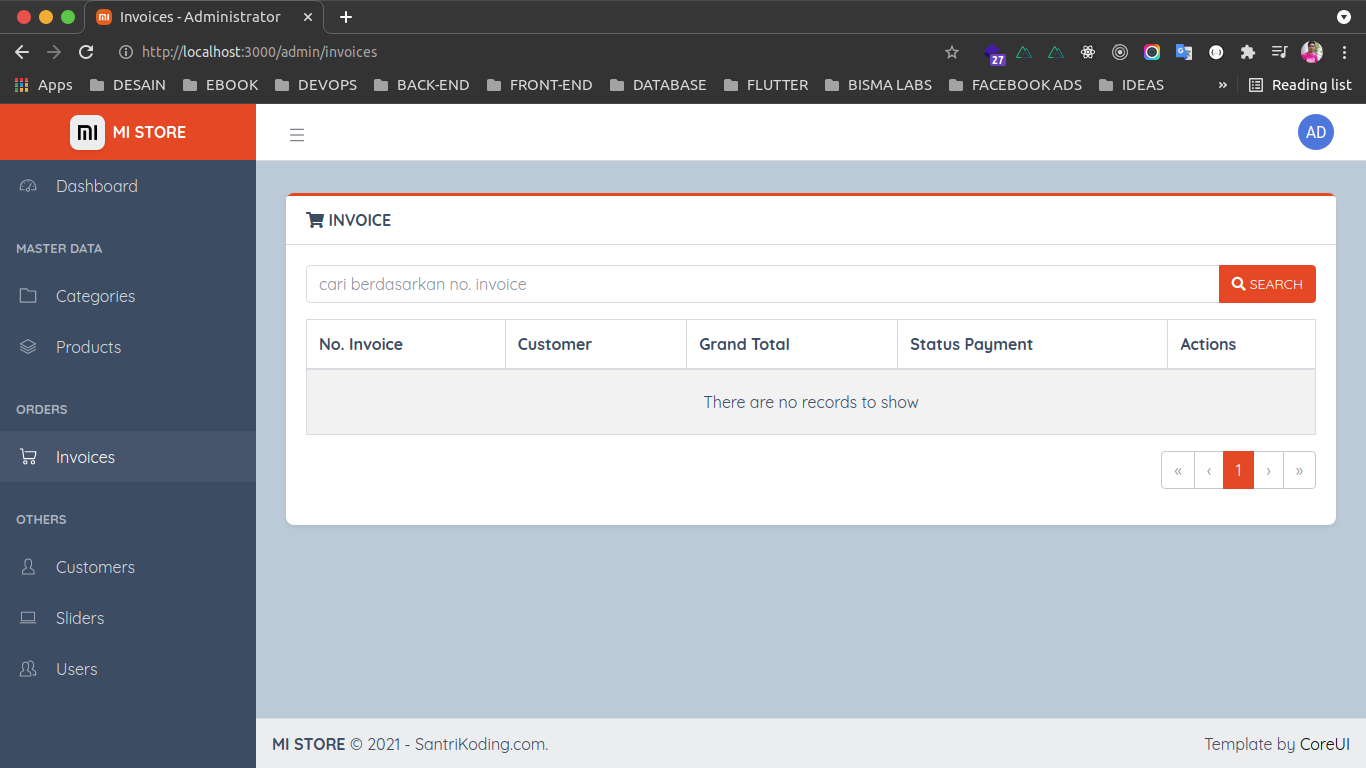 Invoices - Administrator
http://localhost:3000/admin/invoices
27
Apps DESAIN EBOOK DEVOPS BACK-END FRONT-END DATABASE FLUTTER BISMA LABS FACEBOOK ADS IDEAS » Reading list
MI STORE
AD
Dashboard
MASTER DATA
Categories
Products
ORDERS
Invoices
OTHERS
Customers
Sliders
Users
INVOICE
cari berdasarkan no. invoice SEARCH
No. Invoice Customer Grand Total Status Payment Actions
There are no records to show
« ‹ 1 › »
MI STORE © 2021 - SantriKoding.com. Template by CoreUI